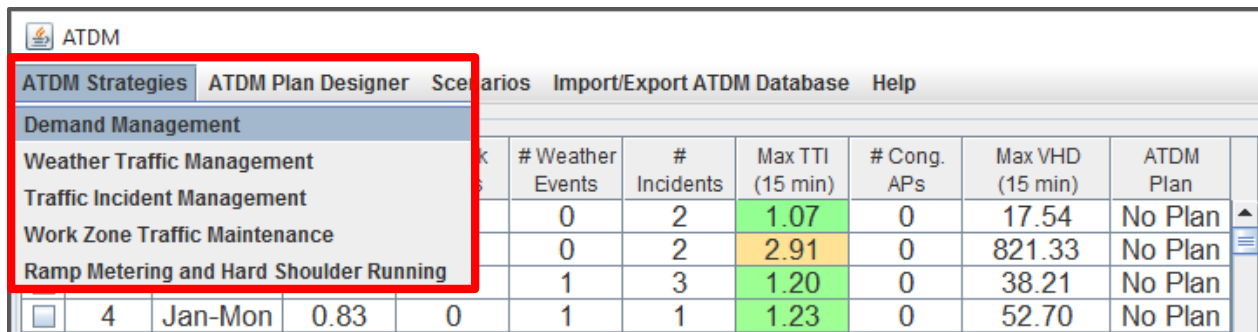 ATDM
ATDM Strategies ATDM Plan Designer Scenarios Import/Export ATDM Database Help
Demand Management
Weather Traffic Management
Traffic Incident Management
Work Zone Traffic Maintenance
Ramp Metering and Hard Shoulder Running
# Weather # Max TTI # Cong. Max VHD ATDM
Events Incidents (15 min) APs (15 min) Plan
0 2 1.07 0 17.54 No Plan
0 2 2.91 0 821.33 No Plan
1 3 1.20 0 38.21 No Plan
4 Jan-Mon 0.83 0 1 1 1.23 0 52.70 No Plan